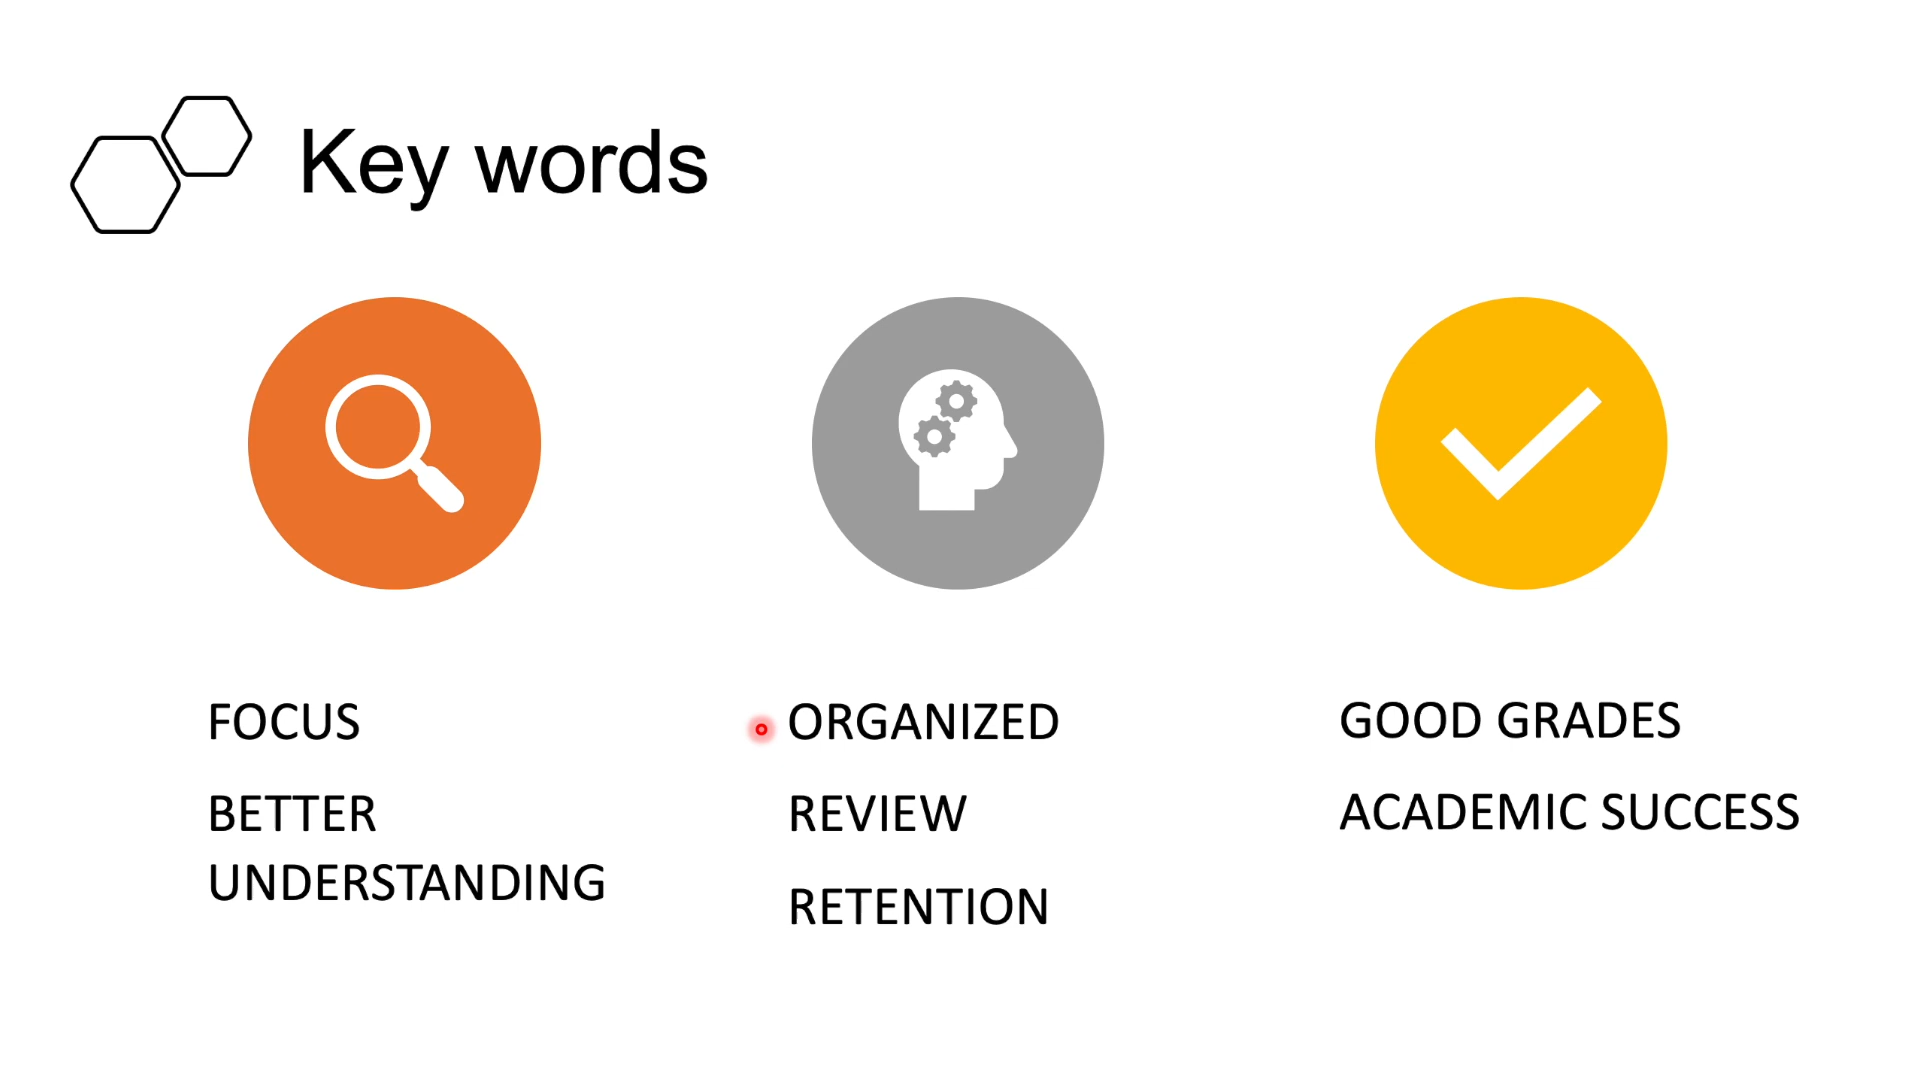 Key words
FOCUS
BETTER
UNDERSTANDING
ORGANIZED
REVIEW
RETENTION
GOOD GRADES
ACADEMIC SUCCESS